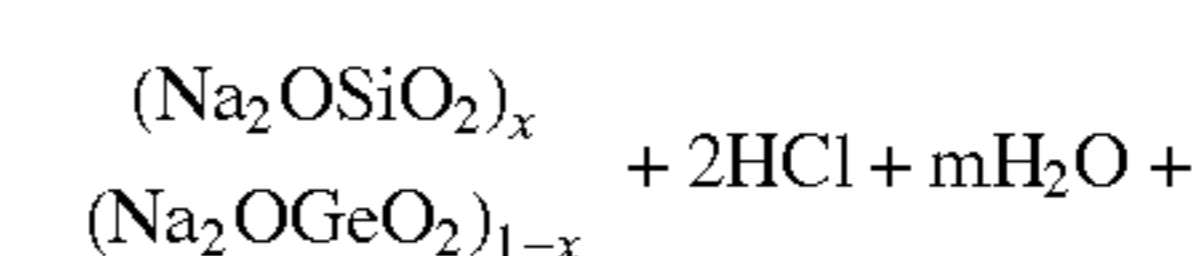 (Na₂OSiO₂)ₓ
+ 2HCl + mH₂O +
(Na₂OGeO₂)₁₋ₓ